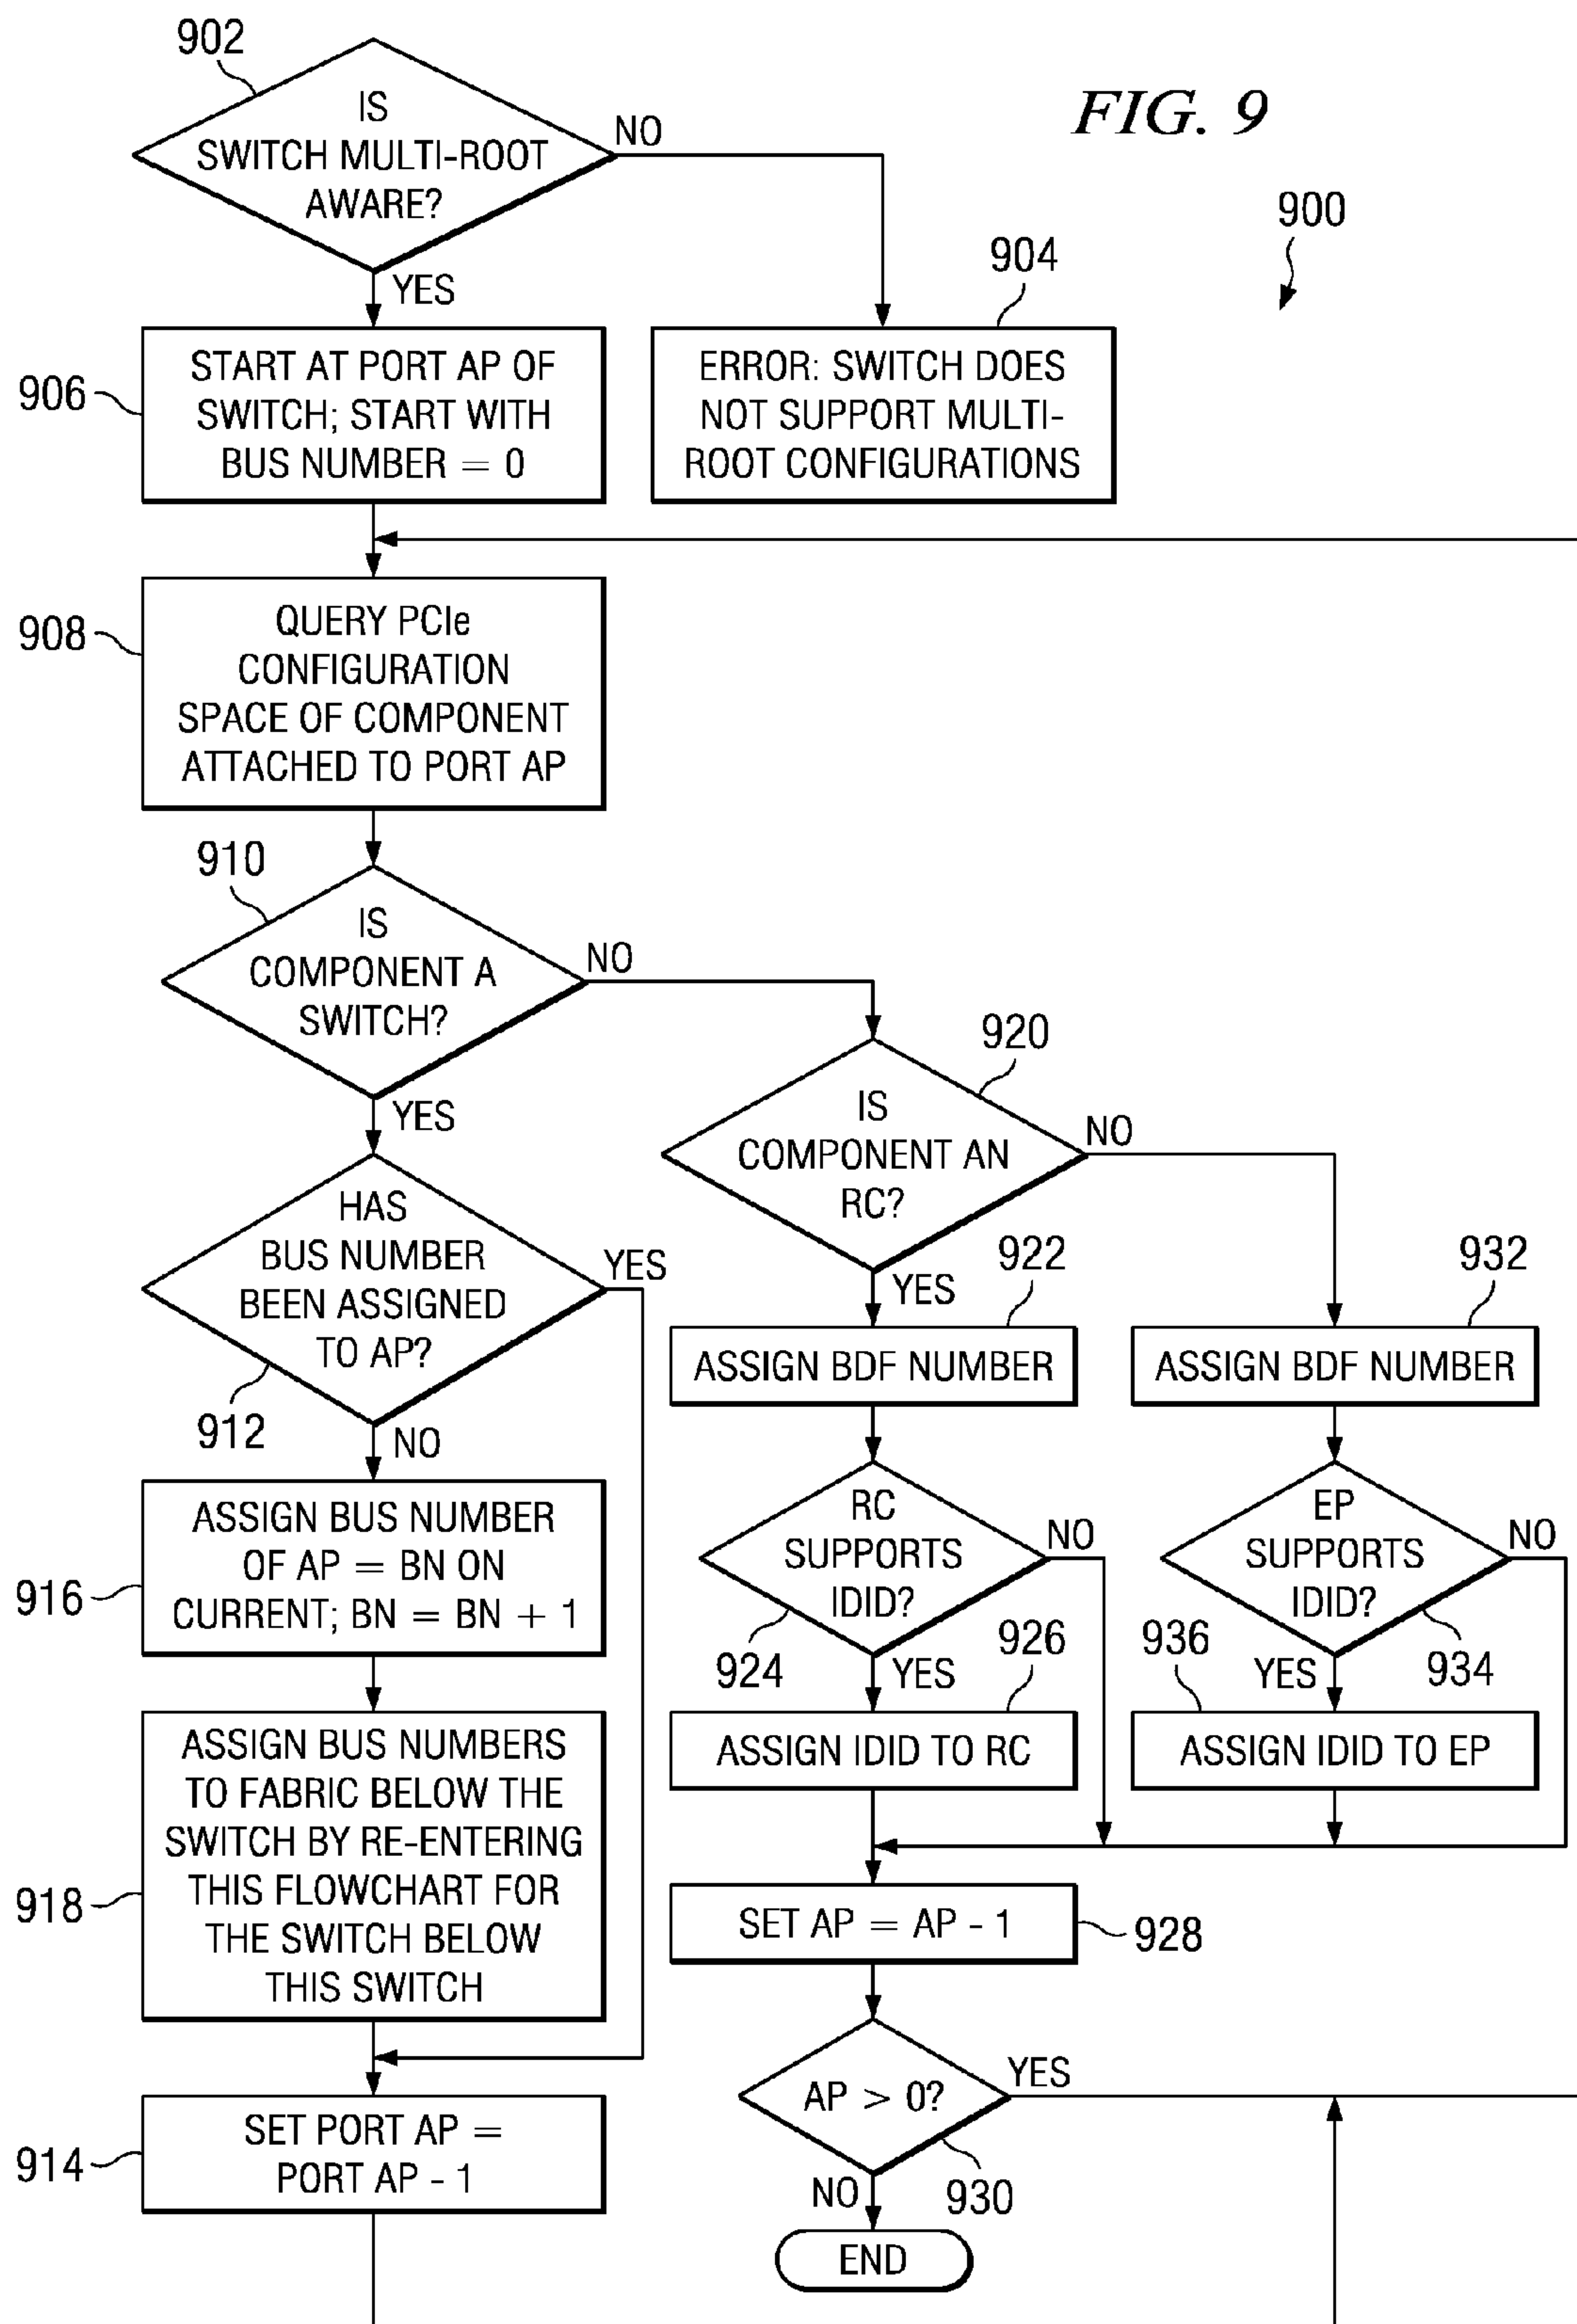 FIG. 9
900
902
IS
SWITCH MULTI-ROOT
AWARE?
NO
YES
904
ERROR: SWITCH DOES
NOT SUPPORT MULTI-
ROOT CONFIGURATIONS
906
START AT PORT AP OF
SWITCH; START WITH
BUS NUMBER = 0
908
QUERY PCIe
CONFIGURATION
SPACE OF COMPONENT
ATTACHED TO PORT AP
910
IS
COMPONENT A
SWITCH?
NO
YES
912
HAS
BUS NUMBER
BEEN ASSIGNED
TO AP?
YES
NO
916
ASSIGN BUS NUMBER
OF AP = BN ON
CURRENT; BN = BN + 1
918
ASSIGN BUS NUMBERS
TO FABRIC BELOW THE
SWITCH BY RE-ENTERING
THIS FLOWCHART FOR
THE SWITCH BELOW
THIS SWITCH
914
SET PORT AP =
PORT AP - 1
920
IS
COMPONENT AN
RC?
NO
YES
922
ASSIGN BDF NUMBER
924
RC
SUPPORTS
IDID?
NO
YES
926
ASSIGN IDID TO RC
932
ASSIGN BDF NUMBER
934
EP
SUPPORTS
IDID?
NO
YES
936
ASSIGN IDID TO EP
SET AP = AP - 1
928
AP > 0?
YES
NO
930
END